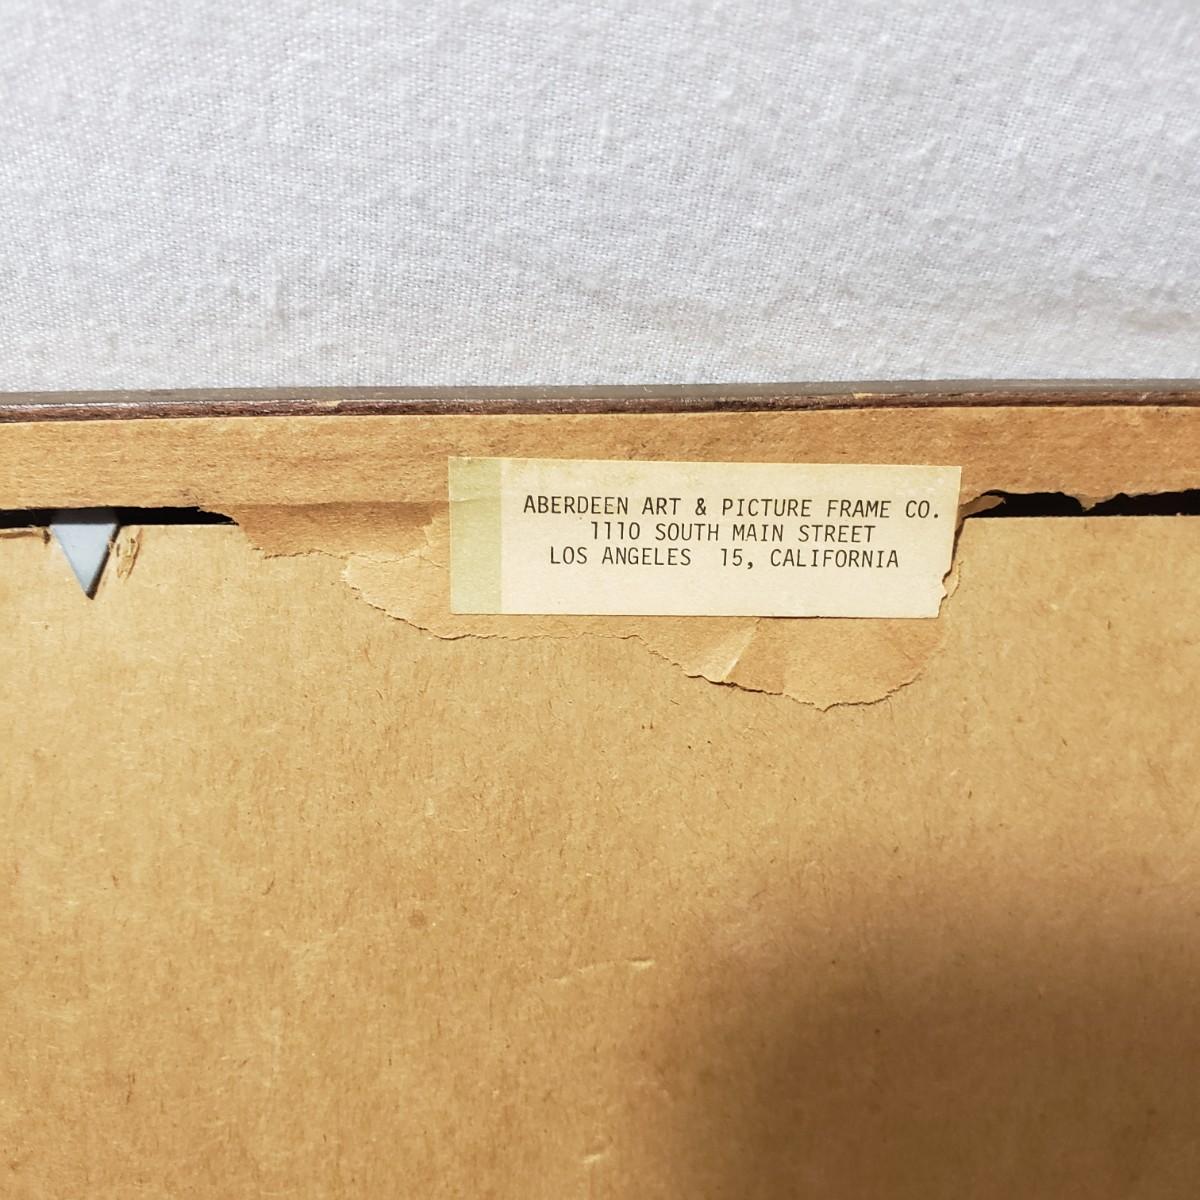 ABERDEEN ART & PICTURE FRAME CO.
1110 SOUTH MAIN STREET
LOS ANGELES  15, CALIFORNIA